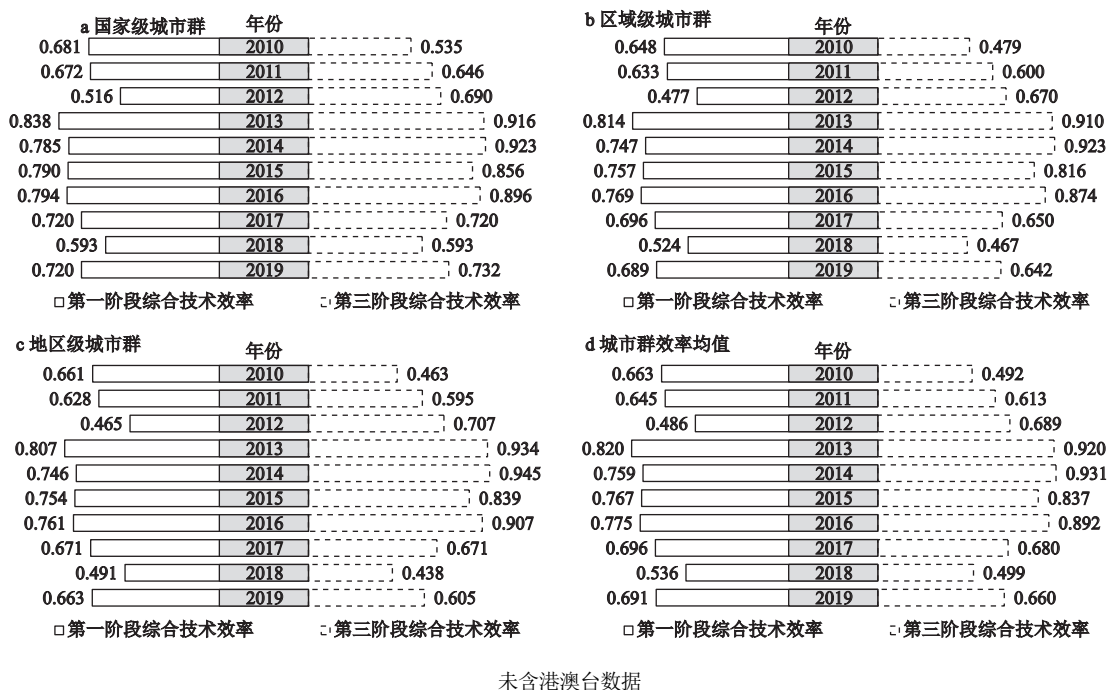 a 国家级城市群 年份
0.681 2010 0.535
0.672 2011 0.646
0.516 2012 0.690
0.838 2013 0.916
0.785 2014 0.923
0.790 2015 0.856
0.794 2016 0.896
0.720 2017 0.720
0.593 2018 0.593
0.720 2019 0.732
第一阶段综合技术效率 第三阶段综合技术效率
b 区域级城市群 年份
0.648 2010 0.479
0.633 2011 0.600
0.477 2012 0.670
0.814 2013 0.910
0.747 2014 0.923
0.757 2015 0.816
0.769 2016 0.874
0.696 2017 0.650
0.524 2018 0.467
0.689 2019 0.642
第一阶段综合技术效率 第三阶段综合技术效率
c 地区级城市群 年份
0.661 2010 0.463
0.628 2011 0.595
0.465 2012 0.707
0.807 2013 0.934
0.746 2014 0.945
0.754 2015 0.839
0.761 2016 0.907
0.671 2017 0.671
0.491 2018 0.438
0.663 2019 0.605
第一阶段综合技术效率 第三阶段综合技术效率
d 城市群效率均值 年份
0.663 2010 0.492
0.645 2011 0.613
0.486 2012 0.689
0.820 2013 0.920
0.759 2014 0.931
0.767 2015 0.837
0.775 2016 0.892
0.696 2017 0.680
0.536 2018 0.499
0.691 2019 0.660
第一阶段综合技术效率 第三阶段综合技术效率
未含港澳台数据